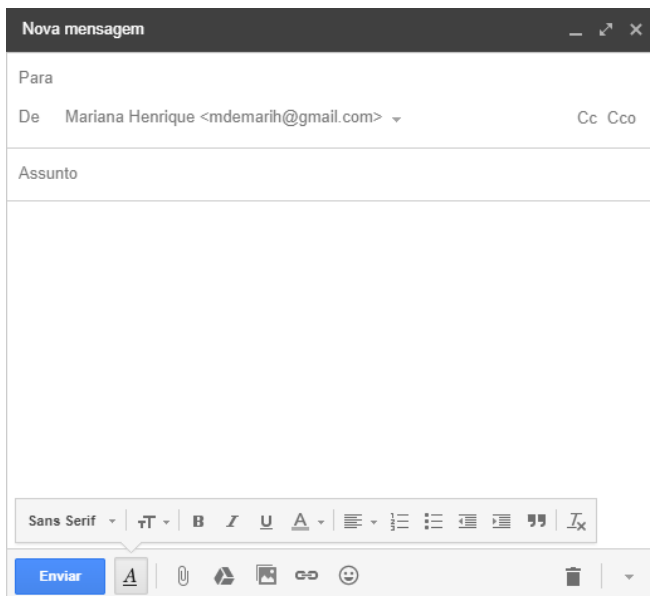 Nova mensagem
Para
De Mariana Henrique <mdemarih@gmail.com> Cc Cco
Assunto
Sans Serif
Enviar